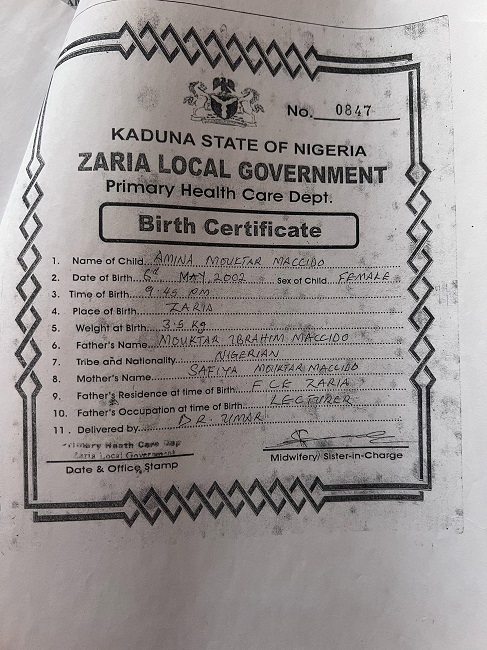 No. 0847
KADUNA STATE OF NIGERIA
ZARIA LOCAL GOVERNMENT
Primary Health Care Dept.
Birth Certificate
1. Name of Child AMINA MOUKTAR MACCIDO
2. Date of Birth 6th MAY 2002 Sex of Child FEMALE
3. Time of Birth 9:45 PM
4. Place of Birth ZARIA
5. Weight at Birth 3.5 Kg
6. Father's Name MOUKTAR IBRAHIM MACCIDO
7. Tribe and Nationality NIGERIAN
8. Mother's Name SAFIYA MOUKTAR MACCIDO
9. Father's Residence at time of Birth F.C.E ZARIA
10. Father's Occupation at time of Birth LECTURER
11. Delivered by DR. UMAR
Primary Heath Care Dep
Zaria Local Government
Date & Office Stamp
Midwifery/ Sister-in-Charge